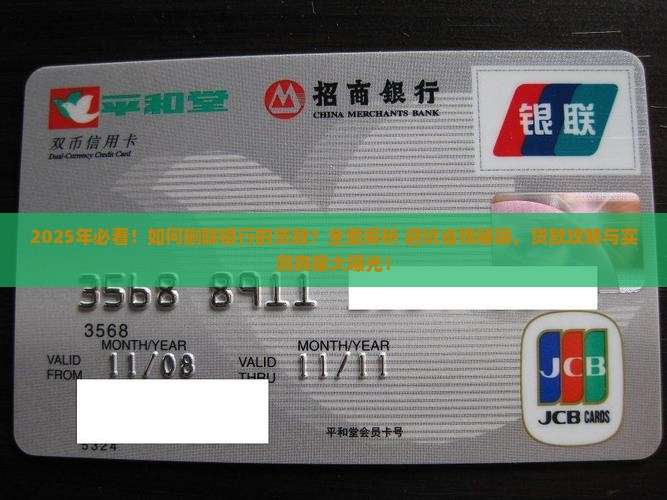 平和堂
招商銀行
CHINA MERCHANTS BANK
银联
双币信用卡
Dual-Currency Credit Card
2025年必看！如何删除银行的贷款？全面解析 避坑省钱秘籍，贷款攻略与实
测真相大曝光！
3568 8911
3568
MONTH/YEAR
MONTH/YEAR
VALID
FROM
11/08
VALID
THRU
11/11
JCB
JCB CARDS
平和堂会员卡号
5324